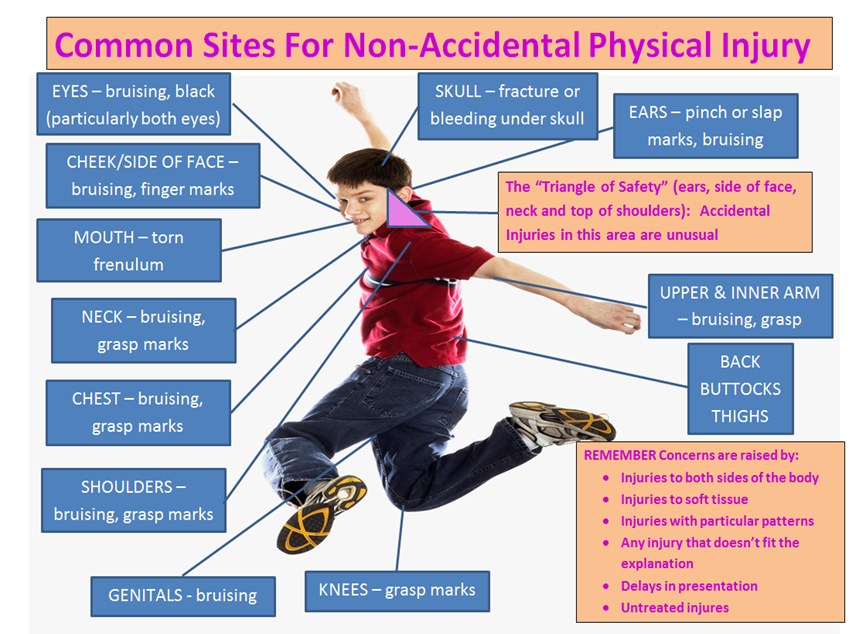 Common Sites For Non-Accidental Physical Injury
EYES – bruising, black
(particularly both eyes)
SKULL – fracture or
bleeding under skull
EARS – pinch or slap
marks, bruising
CHEEK/SIDE OF FACE –
bruising, finger marks
The “Triangle of Safety” (ears, side of face,
neck and top of shoulders): Accidental
Injuries in this area are unusual
MOUTH – torn
frenulum
UPPER & INNER ARM
– bruising, grasp
NECK – bruising,
grasp marks
BACK
BUTTOCKS
THIGHS
CHEST – bruising,
grasp marks
SHOULDERS –
bruising, grasp marks
REMEMBER Concerns are raised by:
• Injuries to both sides of the body
• Injuries to soft tissue
• Injuries with particular patterns
• Any injury that doesn’t fit the
explanation
• Delays in presentation
• Untreated injures
GENITALS - bruising
KNEES – grasp marks